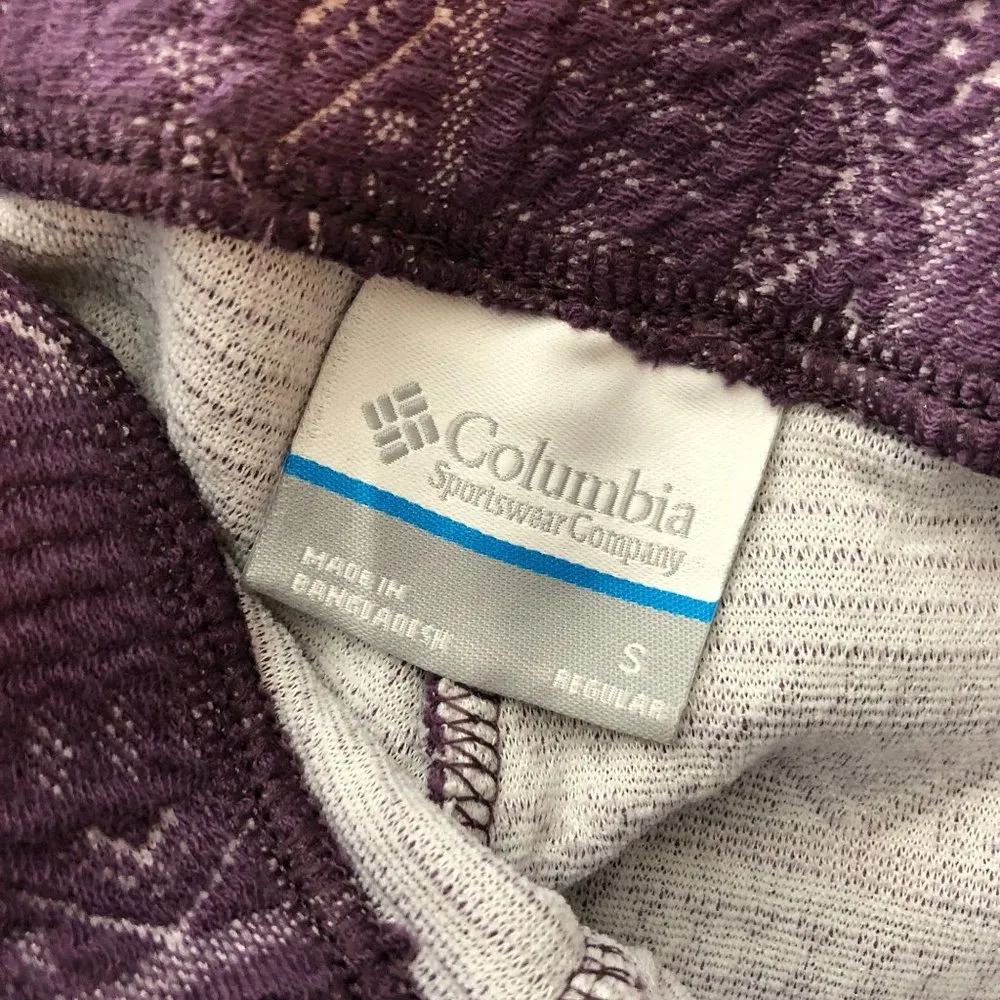 Columbia
Sportswear Company
MADE IN
BANGLADESH
S
REGULAR